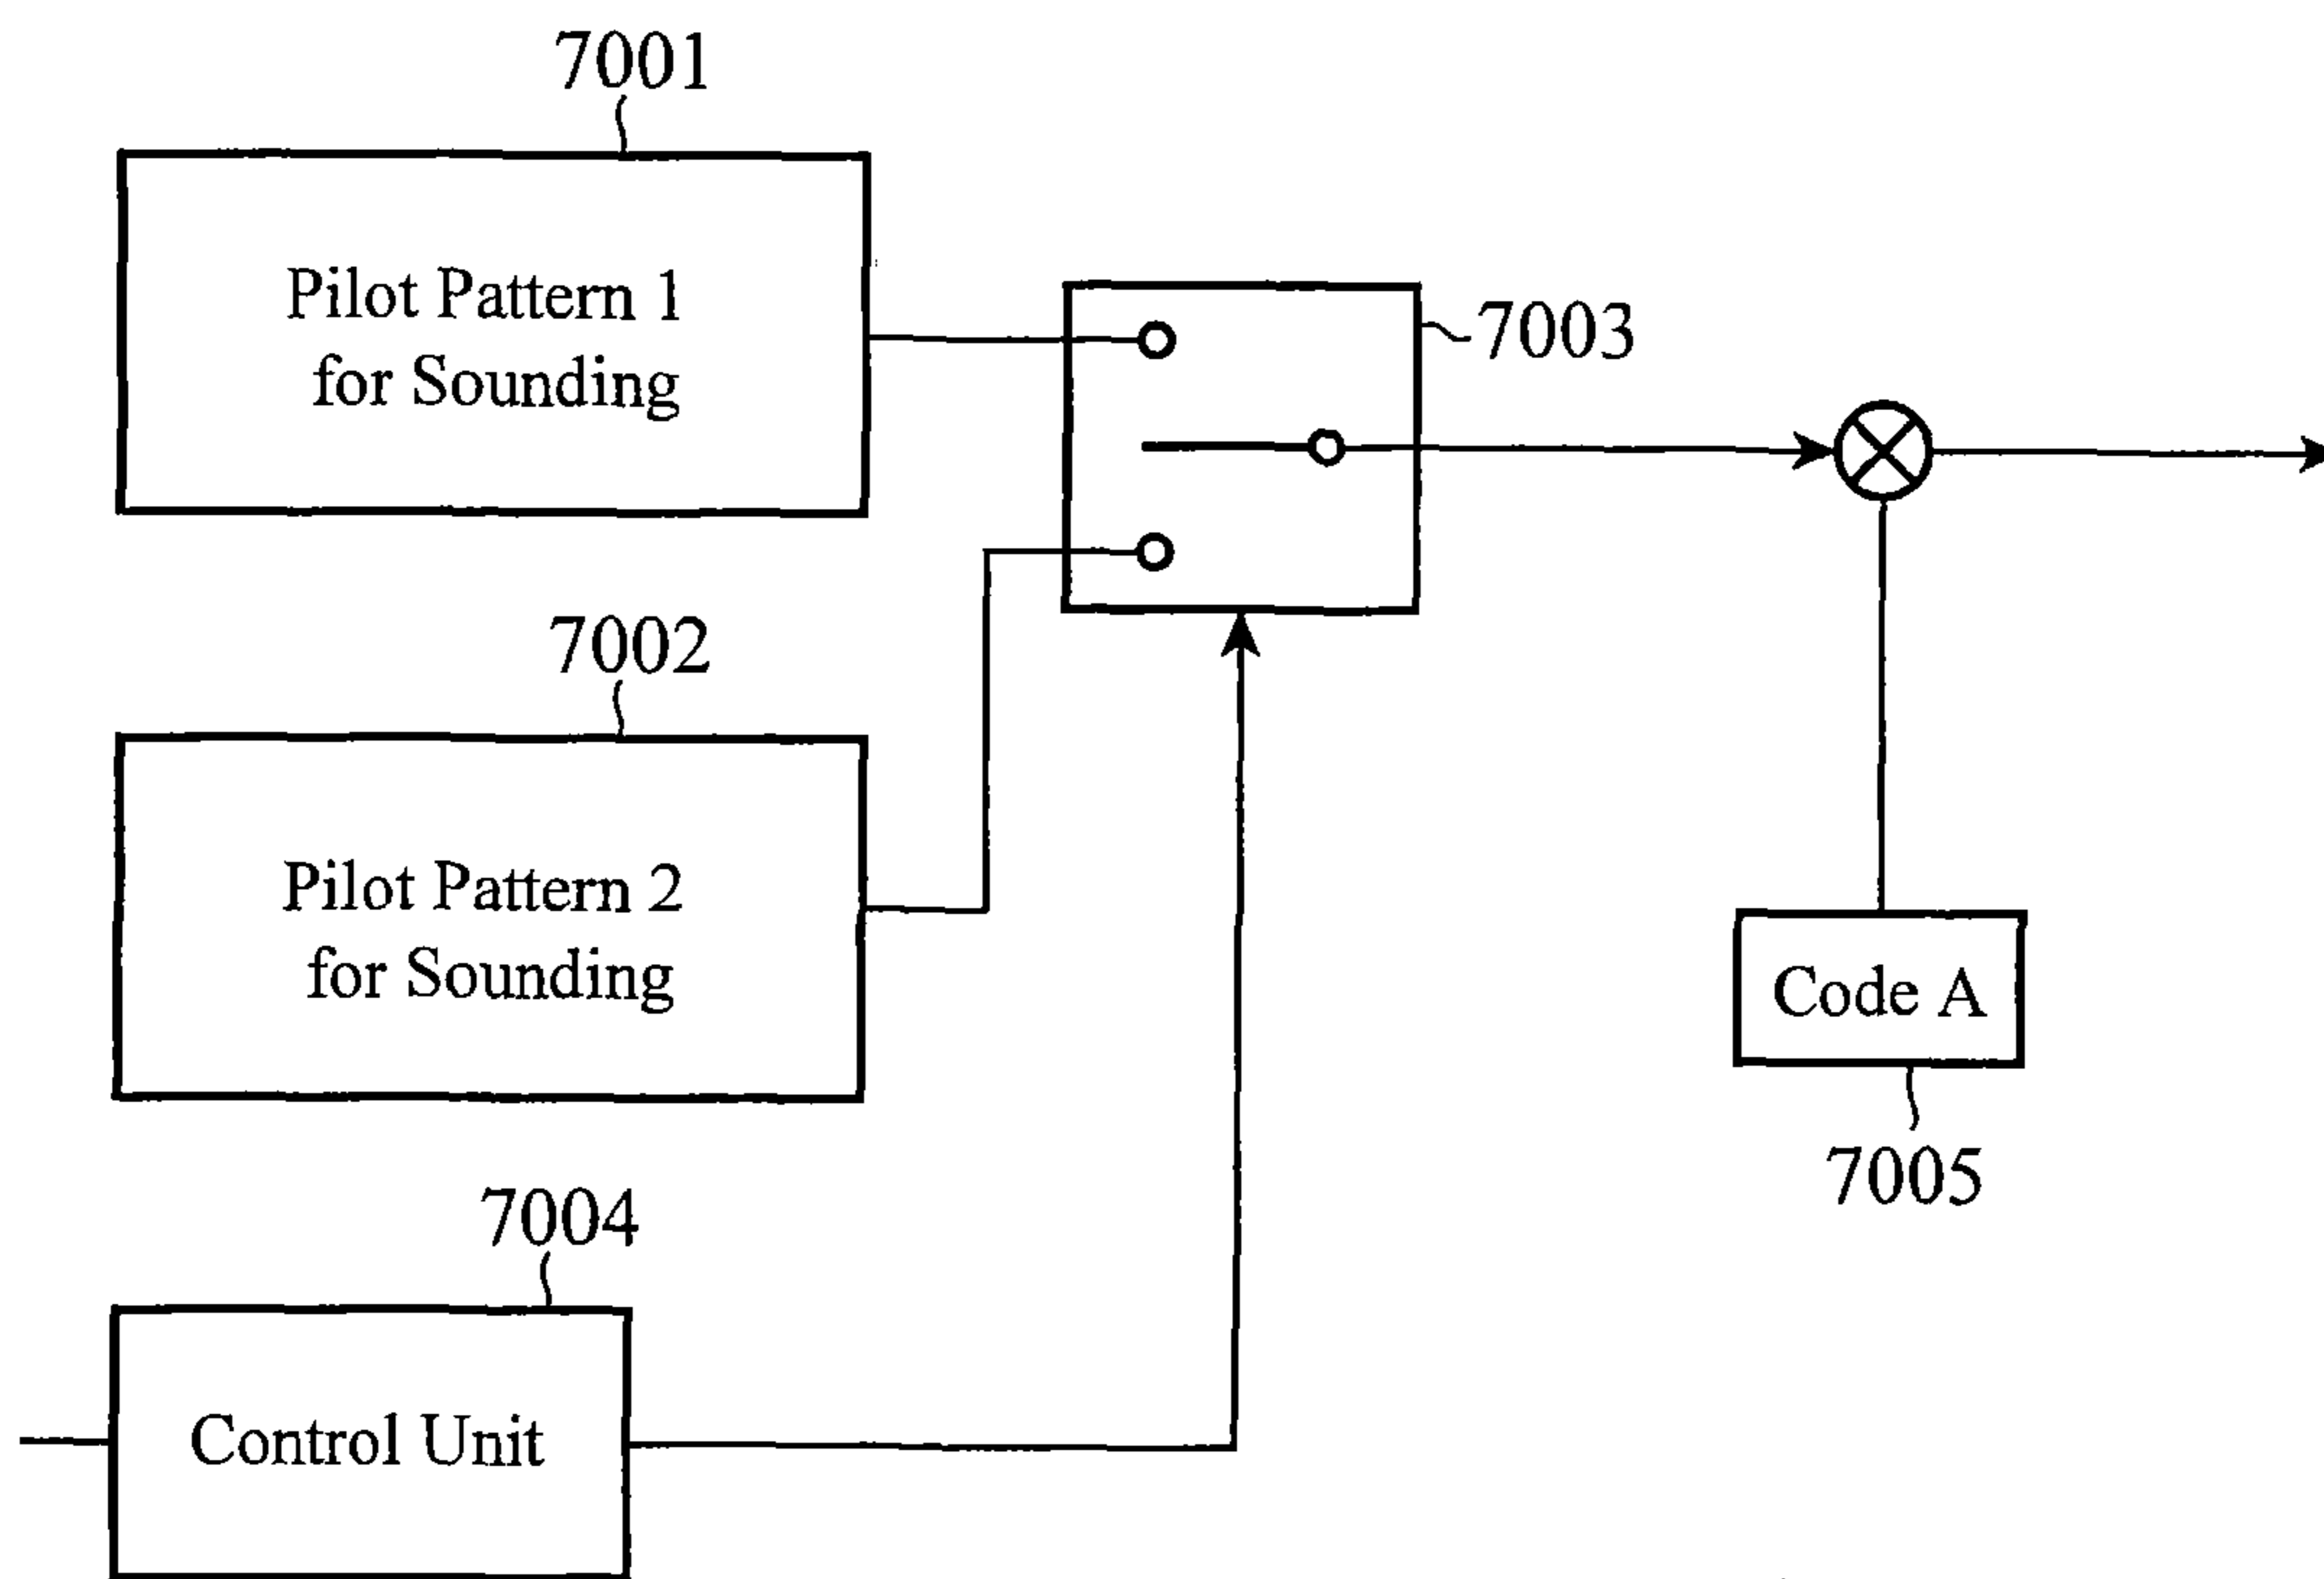 7001
Pilot Pattern 1
for Sounding
7003
7002
Pilot Pattern 2
for Sounding
Code A
7005
7004
Control Unit